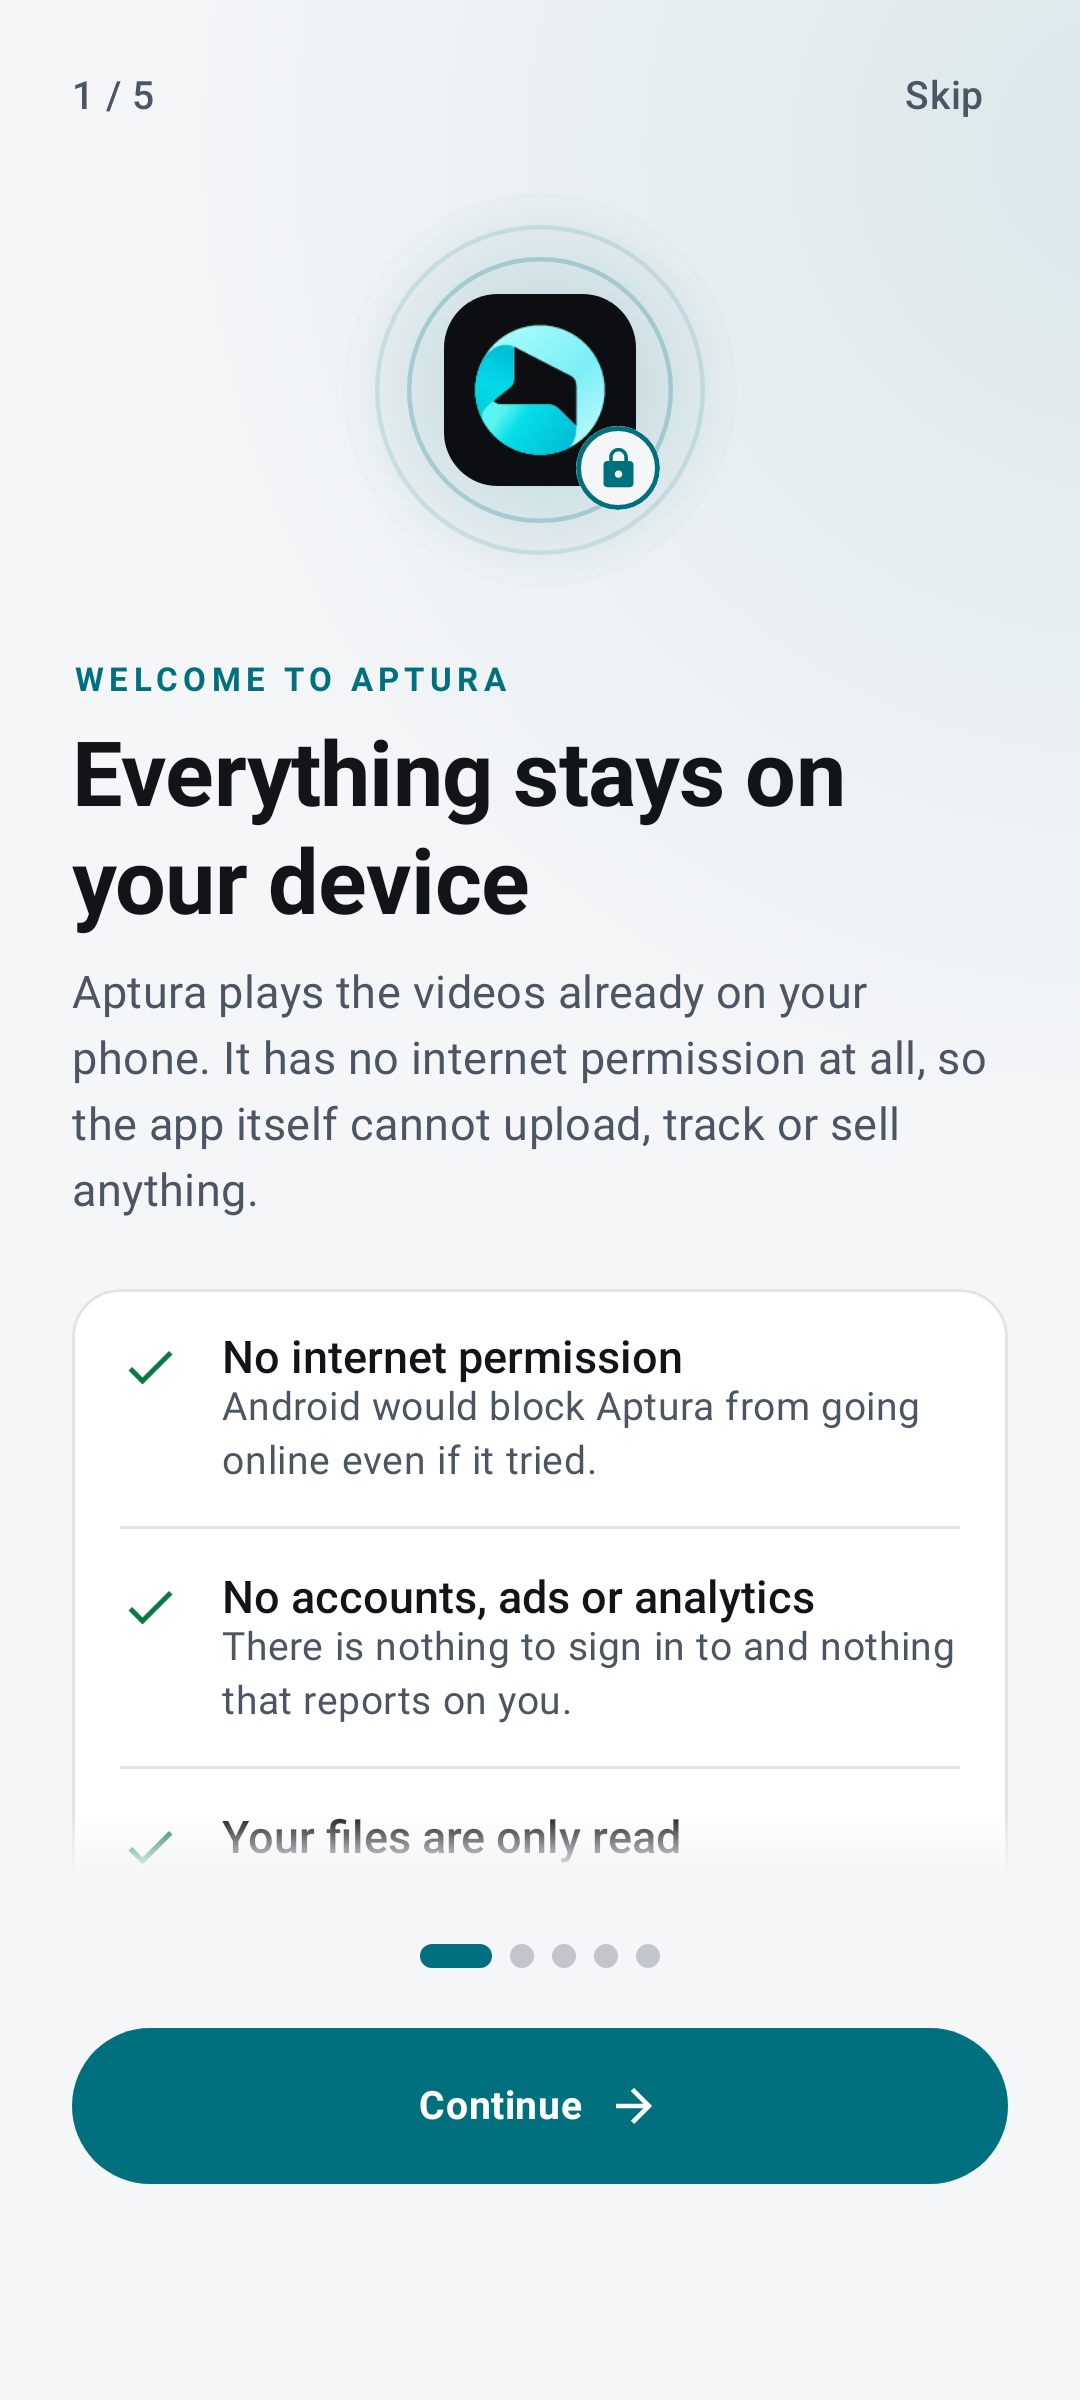 1 / 5
Skip
WELCOME TO APTURA
Everything stays on
your device
Aptura plays the videos already on your
phone. It has no internet permission at all, so
the app itself cannot upload, track or sell
anything.
No internet permission
Android would block Aptura from going
online even if it tried.
No accounts, ads or analytics
There is nothing to sign in to and nothing
that reports on you.
Your files are only read
Continue